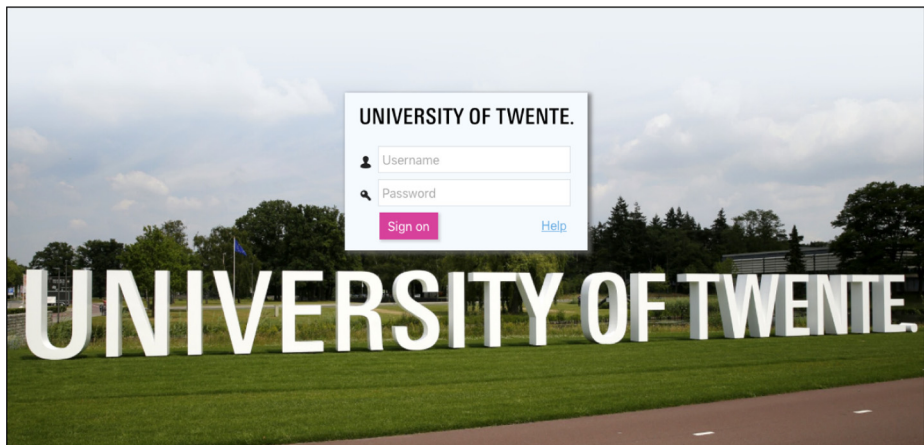 UNIVERSITY OF TWENTE.
Username
Password
Sign on
Help
UNIVERSITY OF TWENTE.